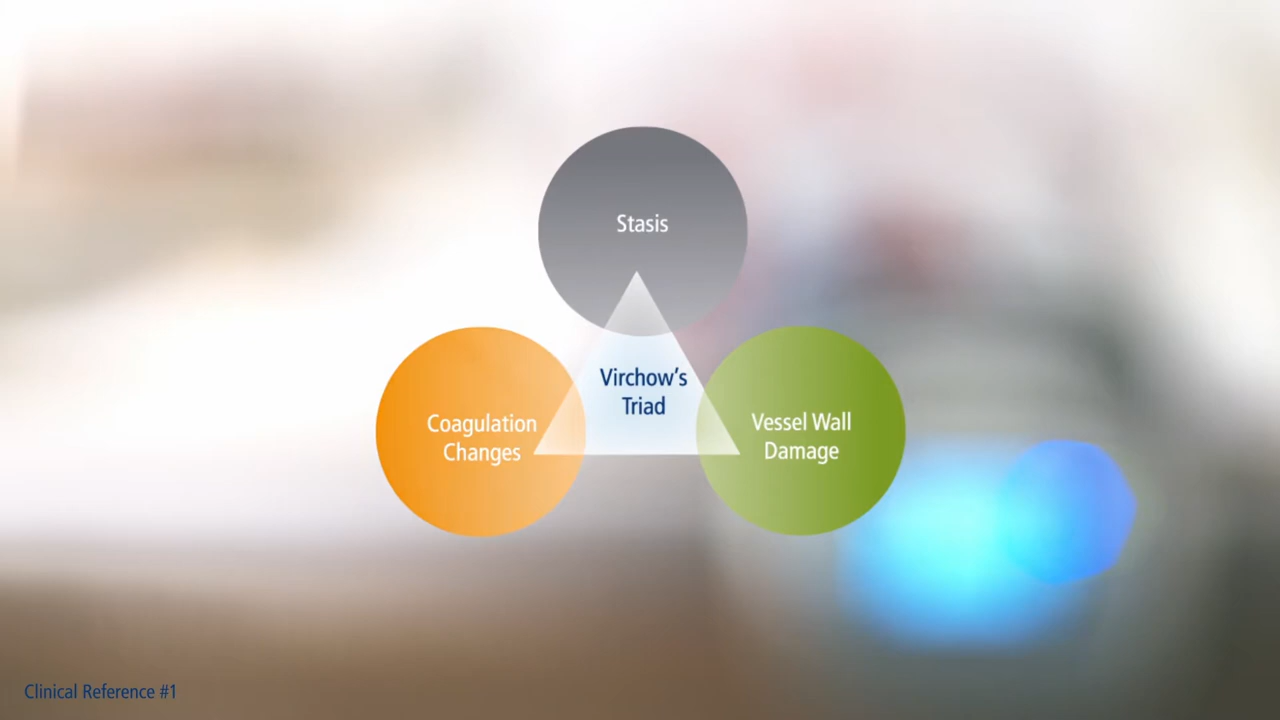 Stasis
Virchow's
Triad
Coagulation
Changes
Vessel Wall
Damage
Clinical Reference #1